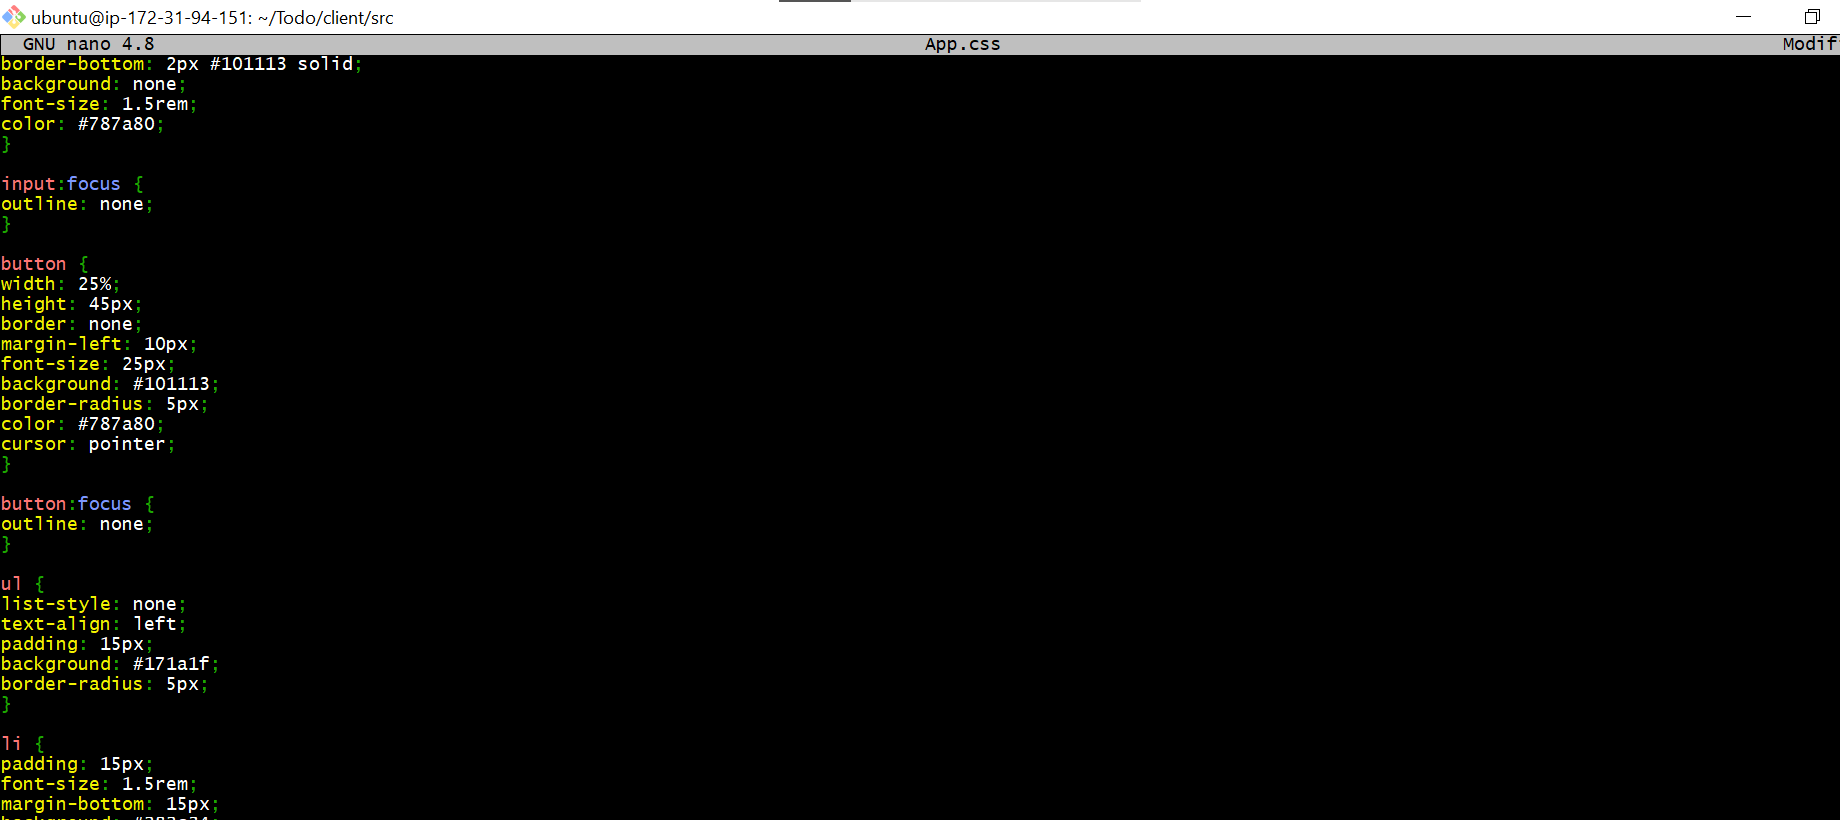 ubuntu@ip-172-31-94-151: ~/Todo/client/src
GNU nano 4.8 App.css Modif
border-bottom: 2px #101113 solid;
background: none;
font-size: 1.5rem;
color: #787a80;
}
input:focus {
outline: none;
}
button {
width: 25%;
height: 45px;
border: none;
margin-left: 10px;
font-size: 25px;
background: #101113;
border-radius: 5px;
color: #787a80;
cursor: pointer;
}
button:focus {
outline: none;
}
ul {
list-style: none;
text-align: left;
padding: 15px;
background: #171a1f;
border-radius: 5px;
}
li {
padding: 15px;
font-size: 1.5rem;
margin-bottom: 15px;